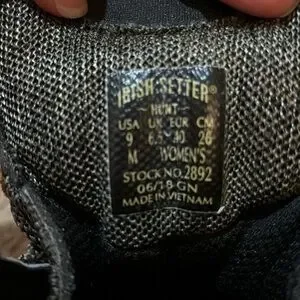 IRISH SETTER®
HUNT
USA UK EUR CM
9 6.5 40 26
M WOMEN'S
STOCK NO. 2892
06/18 GN
MADE IN VIETNAM